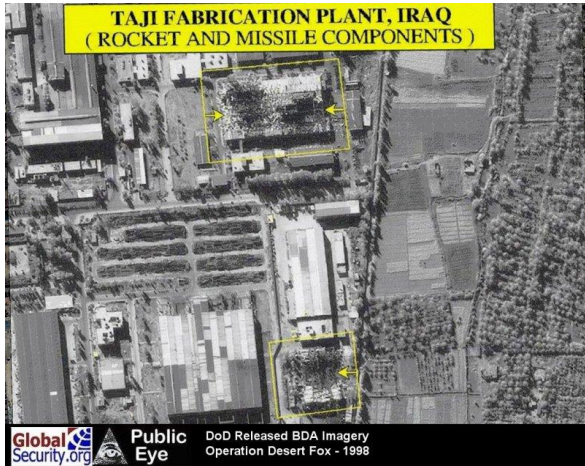 TAJI FABRICATION PLANT, IRAQ
( ROCKET AND MISSILE COMPONENTS )
Global
Security.org
Public
Eye
DoD Released BDA Imagery
Operation Desert Fox - 1998